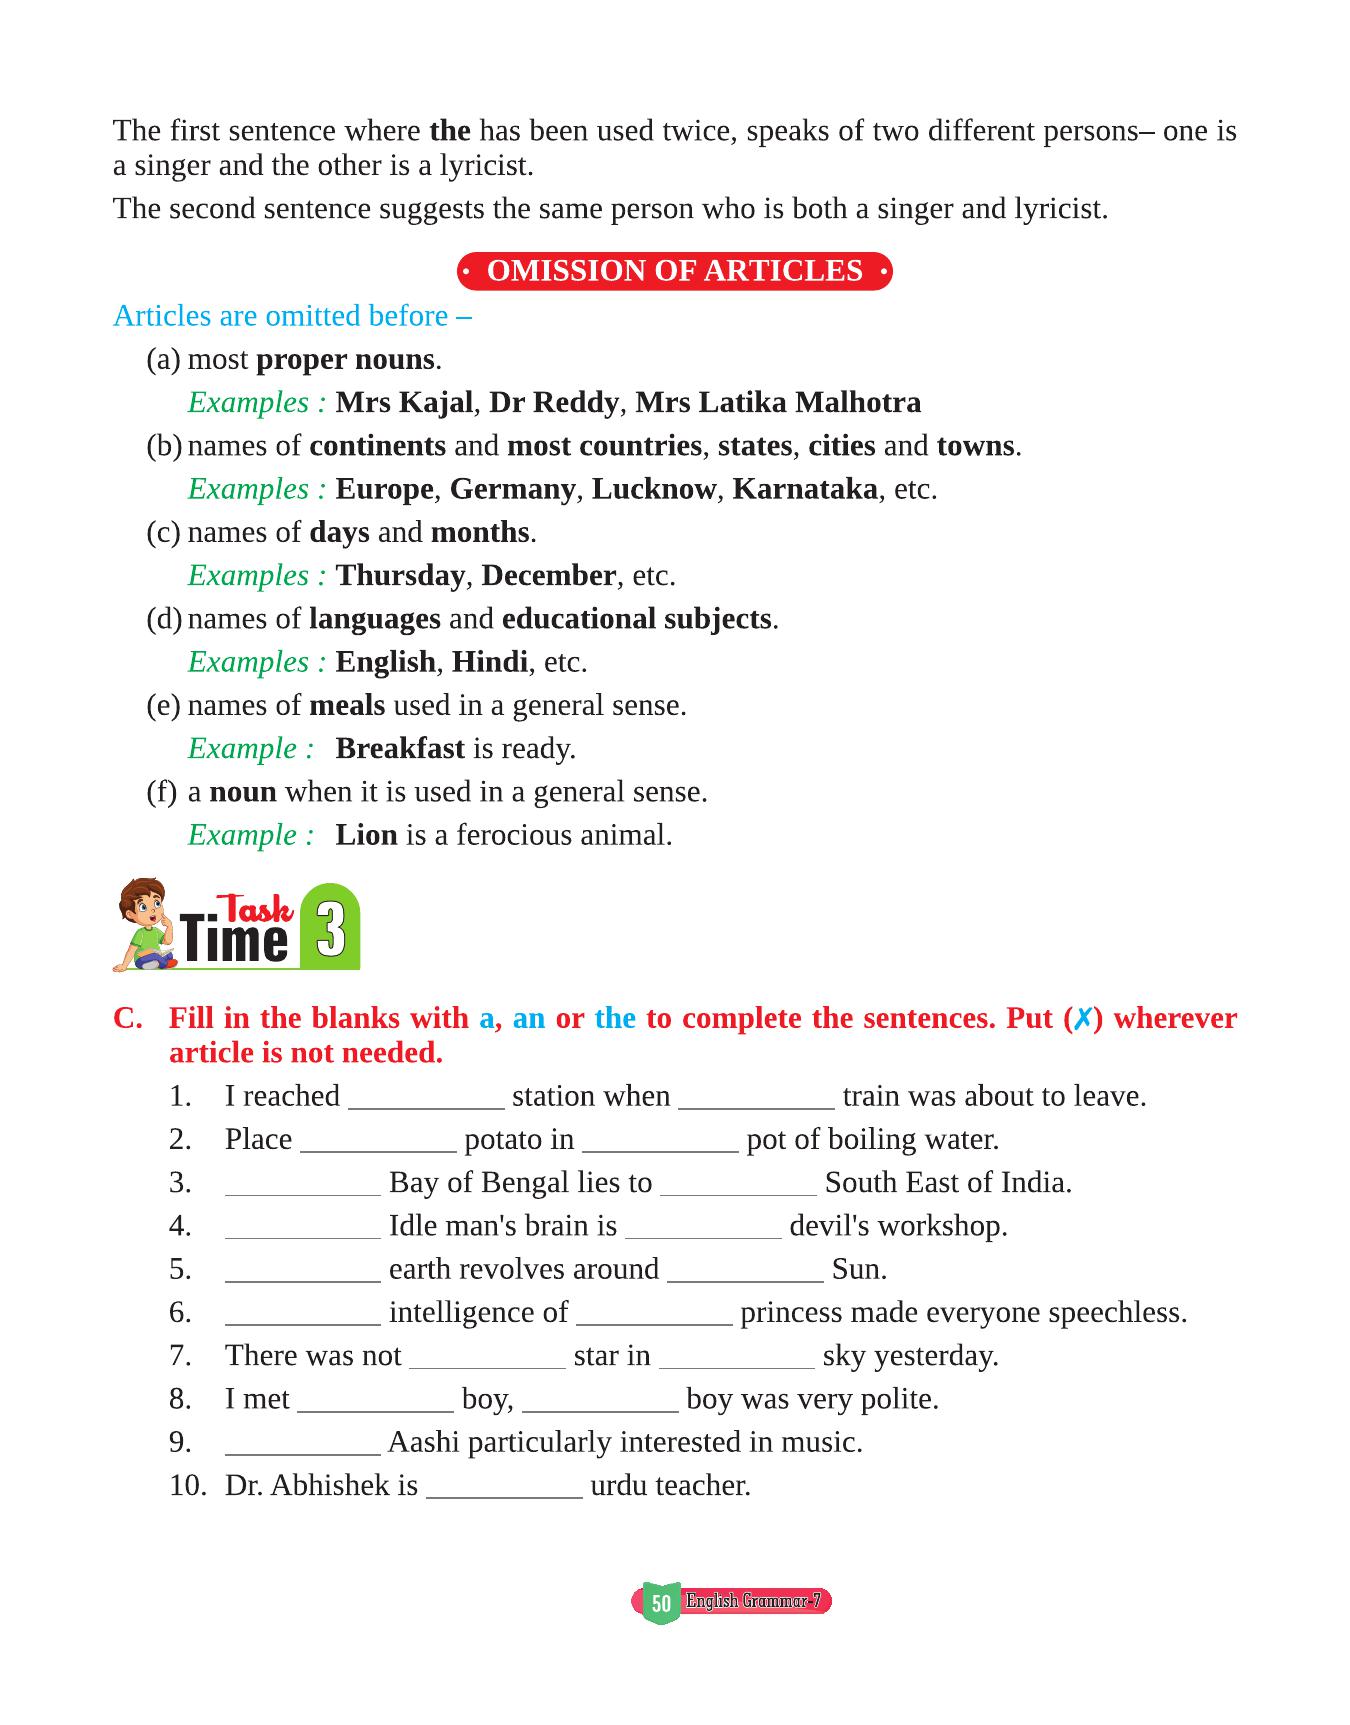 The first sentence where the has been used twice, speaks of two different persons– one is
a singer and the other is a lyricist.
The second sentence suggests the same person who is both a singer and lyricist.
· OMISSION OF ARTICLES ·
Articles are omitted before –
(a) most proper nouns.
Examples : Mrs Kajal, Dr Reddy, Mrs Latika Malhotra
(b) names of continents and most countries, states, cities and towns.
Examples : Europe, Germany, Lucknow, Karnataka, etc.
(c) names of days and months.
Examples : Thursday, December, etc.
(d) names of languages and educational subjects.
Examples : English, Hindi, etc.
(e) names of meals used in a general sense.
Example : Breakfast is ready.
(f) a noun when it is used in a general sense.
Example : Lion is a ferocious animal.
Task
Time 3
C. Fill in the blanks with a, an or the to complete the sentences. Put (✗) wherever
article is not needed.
1. I reached __________ station when __________ train was about to leave.
2. Place __________ potato in __________ pot of boiling water.
3. __________ Bay of Bengal lies to __________ South East of India.
4. __________ Idle man's brain is __________ devil's workshop.
5. __________ earth revolves around __________ Sun.
6. __________ intelligence of __________ princess made everyone speechless.
7. There was not __________ star in __________ sky yesterday.
8. I met __________ boy, __________ boy was very polite.
9. __________ Aashi particularly interested in music.
10. Dr. Abhishek is __________ urdu teacher.
50 English Grammar-7